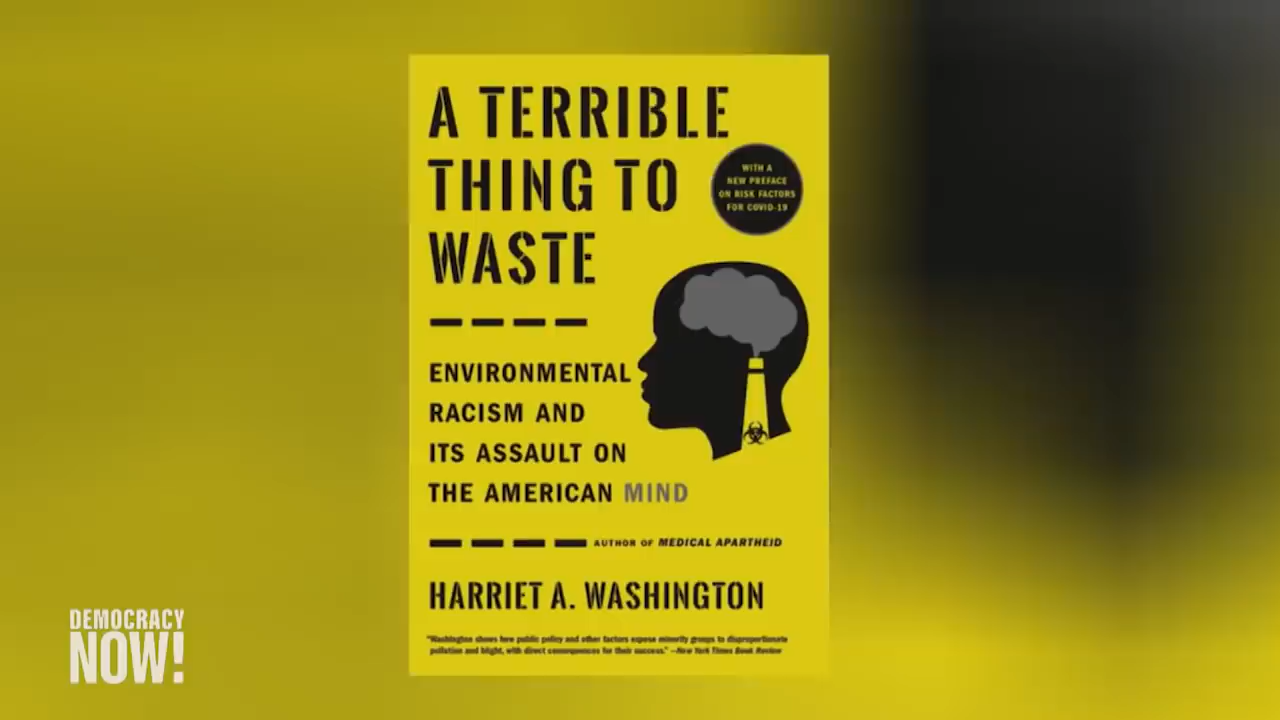 A TERRIBLE
THING TO
WASTE
WITH A
NEW PREFACE
ON RISK FACTORS
FOR COVID-19
ENVIRONMENTAL
RACISM AND
ITS ASSAULT ON
THE AMERICAN MIND
AUTHOR OF MEDICAL APARTHEID
HARRIET A. WASHINGTON
"Washington shows how public policy and other factors expose minority groups to disproportionate
pollution and blight, with direct consequences for their success." —New York Times Book Review
DEMOCRACY
NOW!